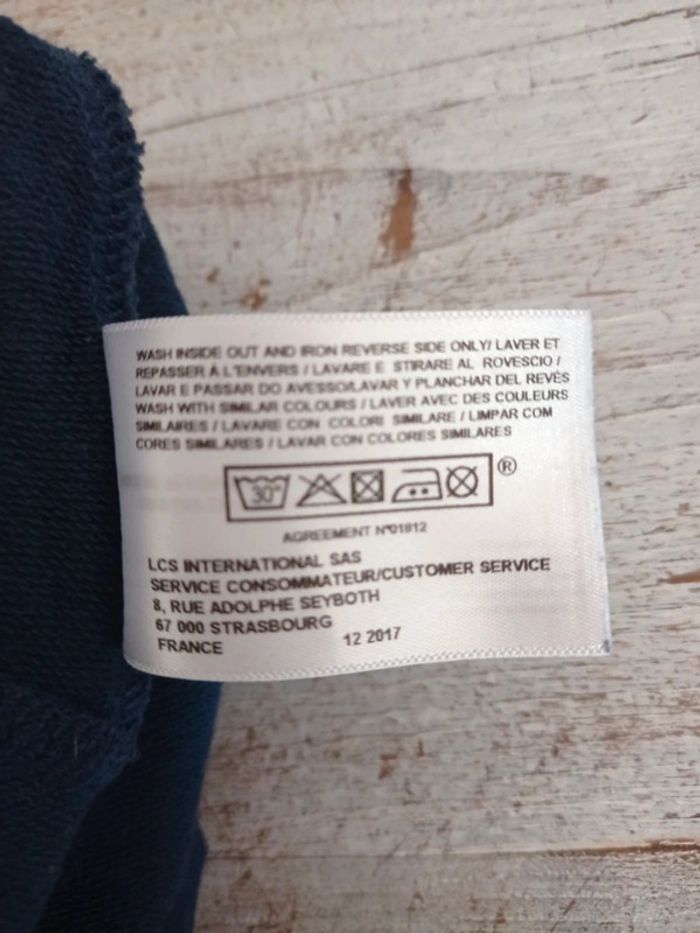 WASH INSIDE OUT AND IRON REVERSE SIDE ONLY/ LAVER ET
REPASSER À L'ENVERS / LAVARE E STIRARE AL ROVESCIO /
LAVAR E PASSAR DO AVESSO/LAVAR Y PLANCHAR DEL REVÉS
WASH WITH SIMILAR COLOURS / LAVER AVEC DES COULEURS
SIMILAIRES / LAVARE CON COLORI SIMILARE / LIMPAR COM
CORES SIMILARES / LAVAR CON COLORES SIMILARES
30° ®
AGREEMENT N°01812
LCS INTERNATIONAL SAS
SERVICE CONSOMMATEUR/CUSTOMER SERVICE
8, RUE ADOLPHE SEYBOTH
67 000 STRASBOURG
FRANCE 12 2017